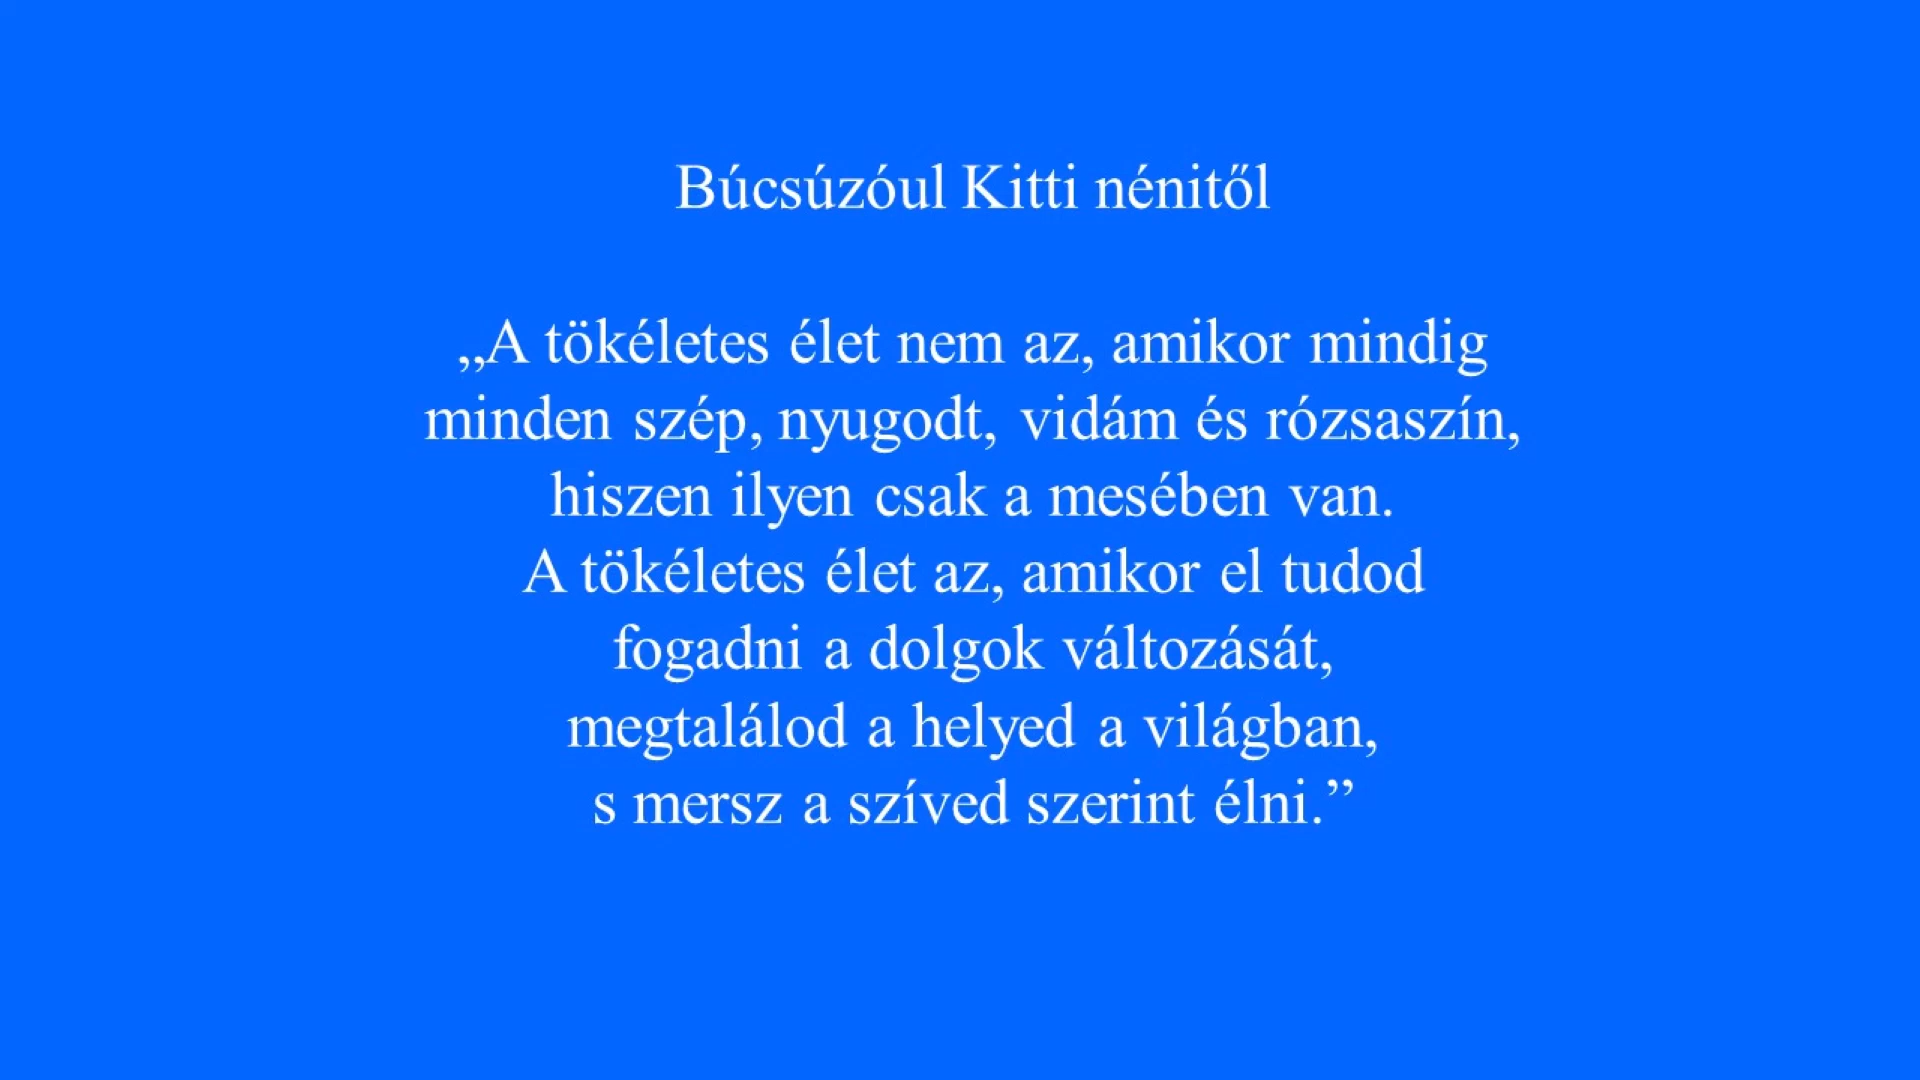 Búcsúzóul Kitti nénitől
„A tökéletes élet nem az, amikor mindig
minden szép, nyugodt, vidám és rózsaszín,
hiszen ilyen csak a mesében van.
A tökéletes élet az, amikor el tudod
fogadni a dolgok változását,
megtalálod a helyed a világban,
s mersz a szíved szerint élni.”